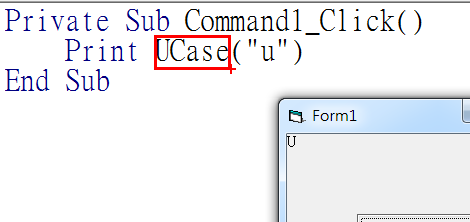 Private Sub Command1_Click()
Print UCase("u")
End Sub
Form1
U